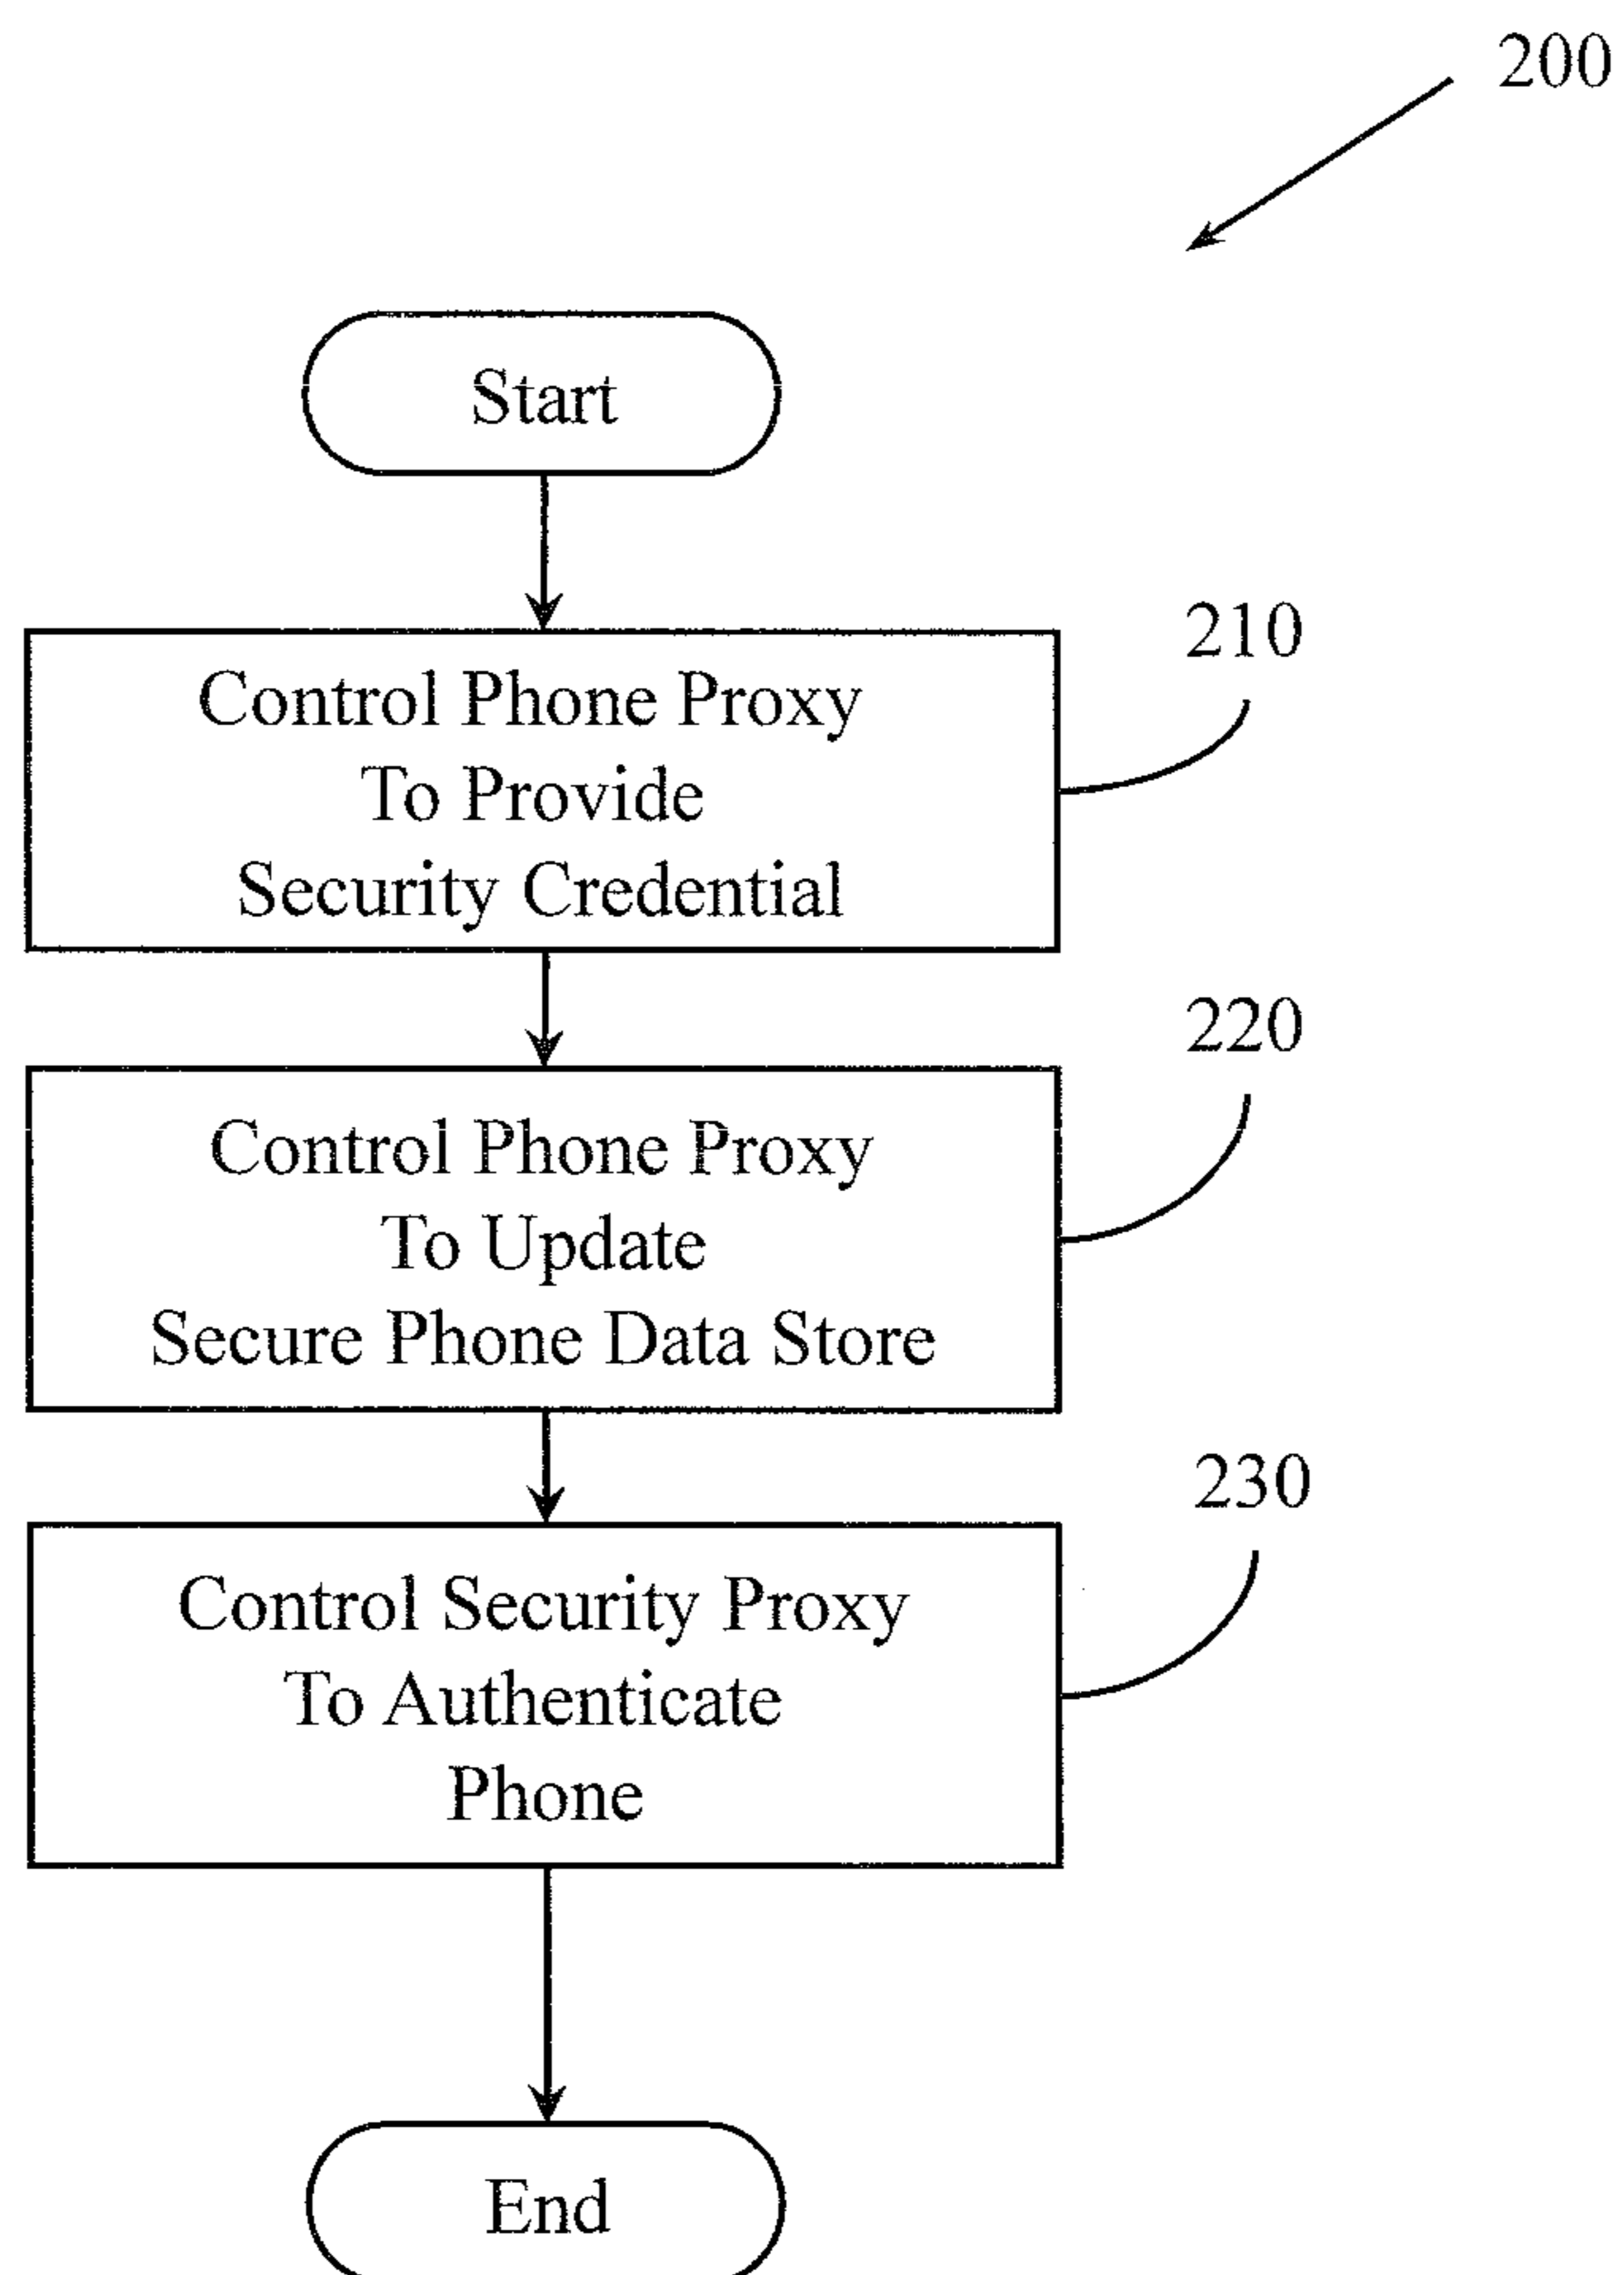 200
Start
210
Control Phone Proxy
To Provide
Security Credential
220
Control Phone Proxy
To Update
Secure Phone Data Store
230
Control Security Proxy
To Authenticate
Phone
End